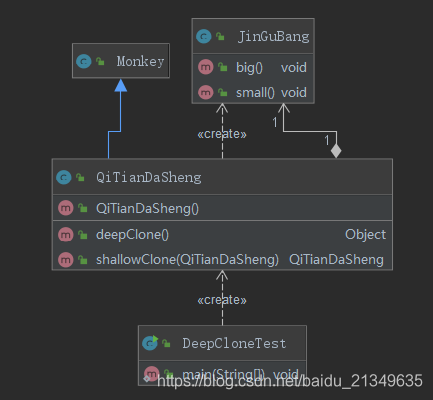 JinGuBang
Monkey
big() void
small() void
«create»
1
1
QiTianDaSheng
QiTianDaSheng()
deepClone() Object
shallowClone(QiTianDaSheng) QiTianDaSheng
«create»
DeepCloneTest
main(String[]) void
https://blog.csdn.net/baidu_21349635